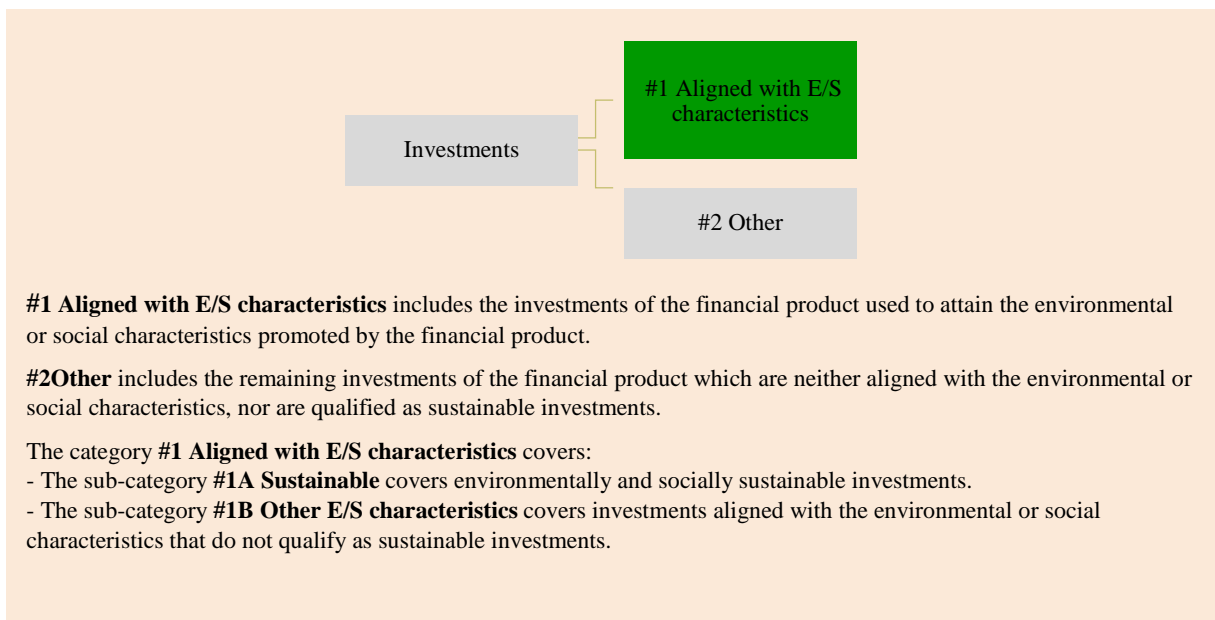 #1 Aligned with E/S
characteristics
Investments
#2 Other
#1 Aligned with E/S characteristics includes the investments of the financial product used to attain the environmental
or social characteristics promoted by the financial product.
#2Other includes the remaining investments of the financial product which are neither aligned with the environmental or
social characteristics, nor are qualified as sustainable investments.
The category #1 Aligned with E/S characteristics covers:
- The sub-category #1A Sustainable covers environmentally and socially sustainable investments.
- The sub-category #1B Other E/S characteristics covers investments aligned with the environmental or social
characteristics that do not qualify as sustainable investments.